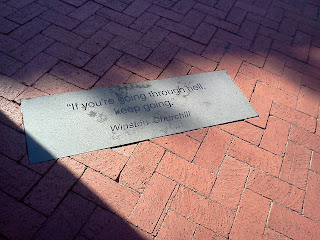 "If you're going through hell,
keep going."
Winston Churchill